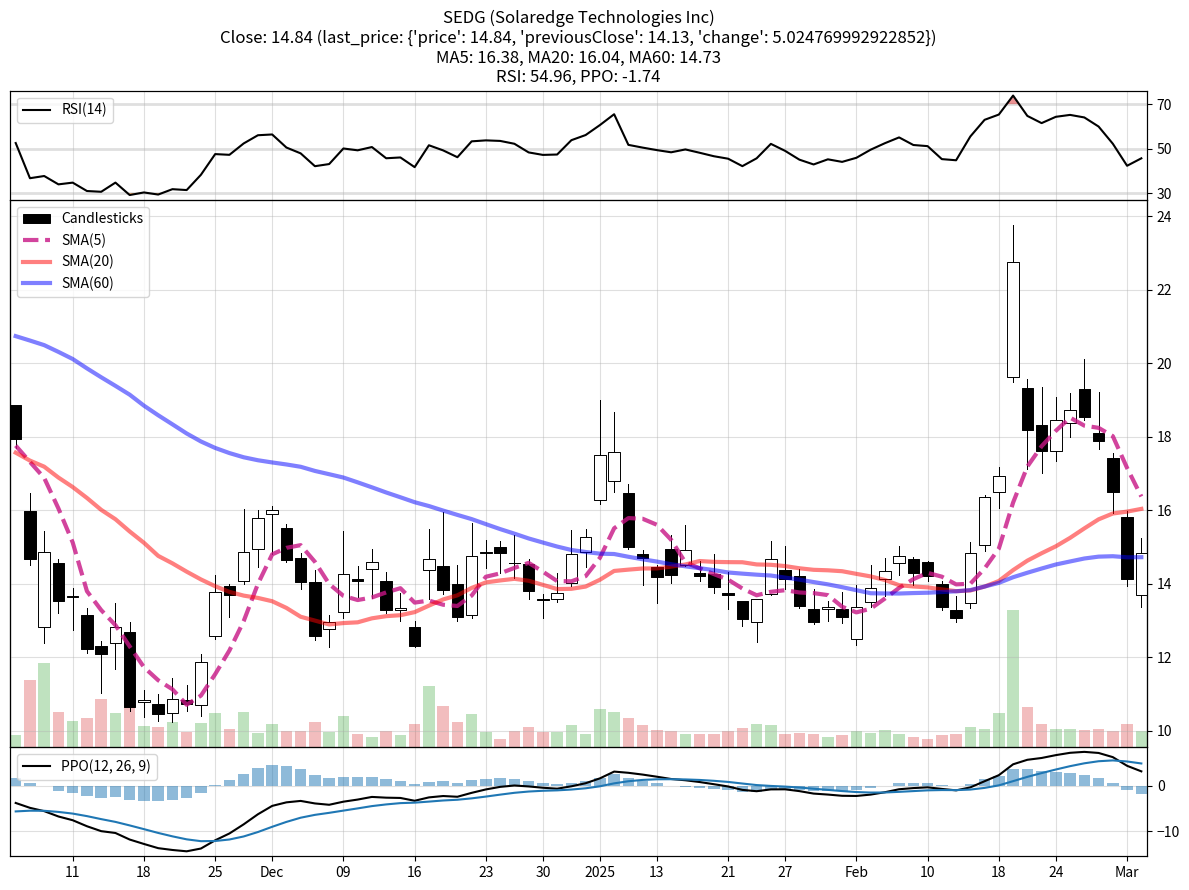 SEDG (Solaredge Technologies Inc)
Close: 14.84 (last_price: {'price': 14.84, 'previousClose': 14.13, 'change': 5.024769992922852})
MA5: 16.38, MA20: 16.04, MA60: 14.73
RSI: 54.96, PPO: -1.74
RSI(14)
70
50
30
Candlesticks
SMA(5)
SMA(20)
SMA(60)
24
22
20
18
16
14
12
10
PPO(12, 26, 9)
0
−10
11 18 25 Dec 09 16 23 30 2025 13 21 27 Feb 10 18 24 Mar